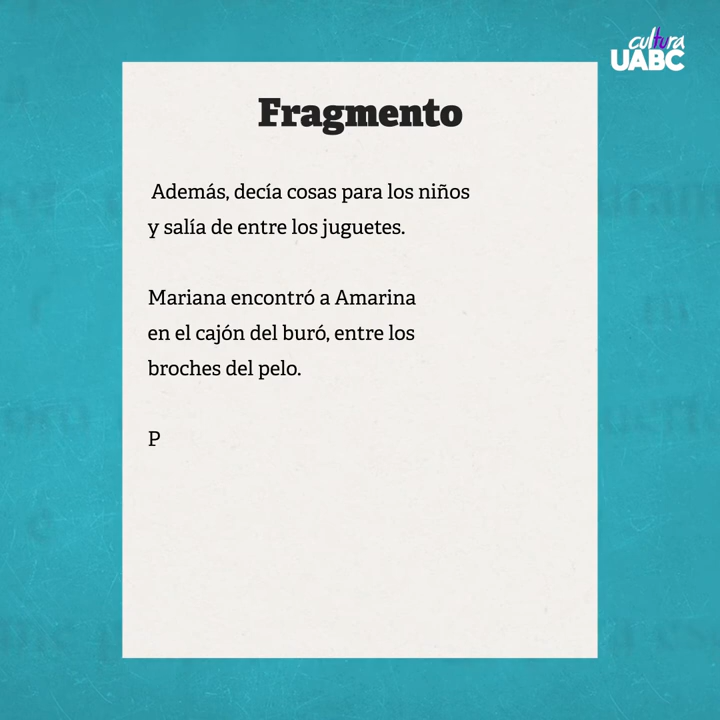 cultura
UABC
Fragmento
Además, decía cosas para los niños
y salía de entre los juguetes.
Mariana encontró a Amarina
en el cajón del buró, entre los
broches del pelo.
P